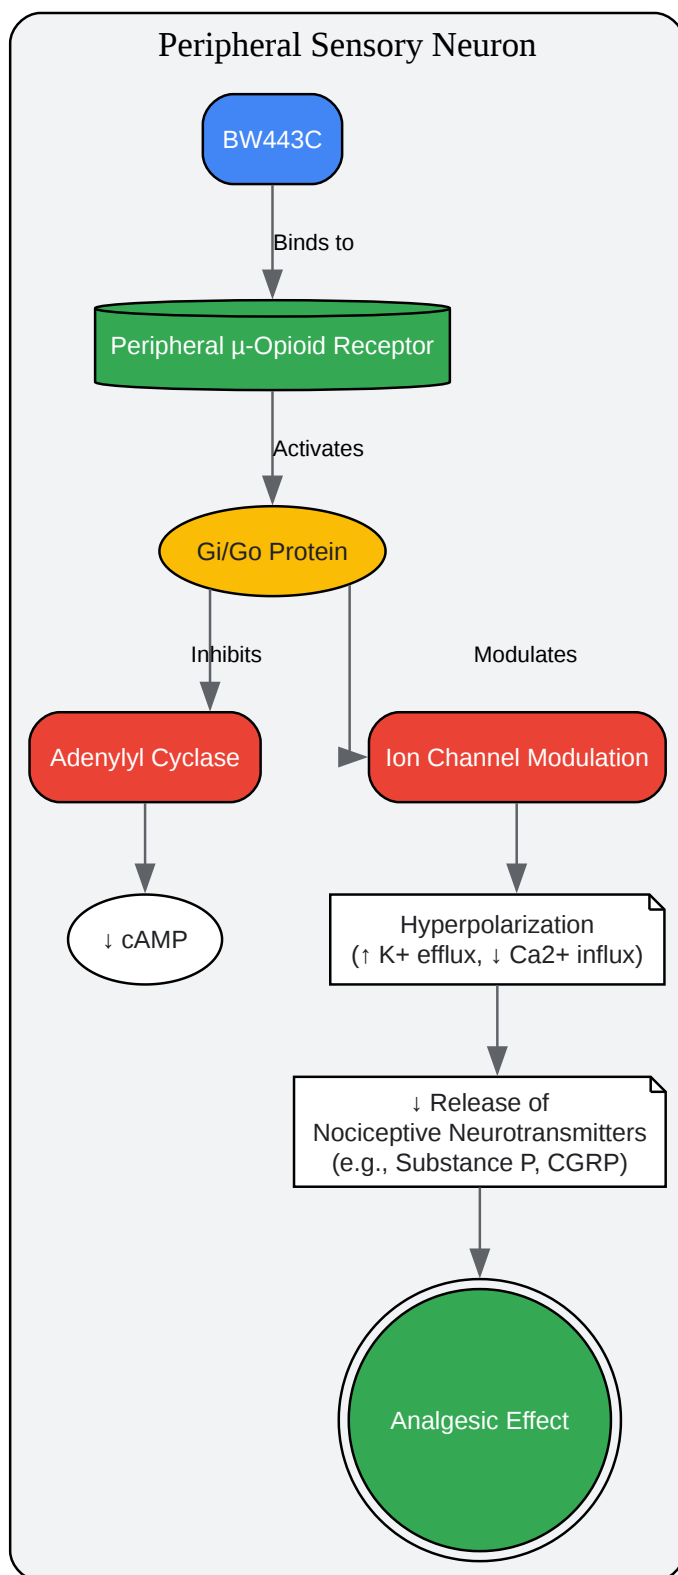 Peripheral Sensory Neuron
BW443C
Binds to
Peripheral µ-Opioid Receptor
Activates
Gi/Go Protein
Inhibits
Modulates
Adenylyl Cyclase
Ion Channel Modulation
↓ cAMP
Hyperpolarization
(↑ K+ efflux, ↓ Ca2+ influx)
↓ Release of
Nociceptive Neurotransmitters
(e.g., Substance P, CGRP)
Analgesic Effect